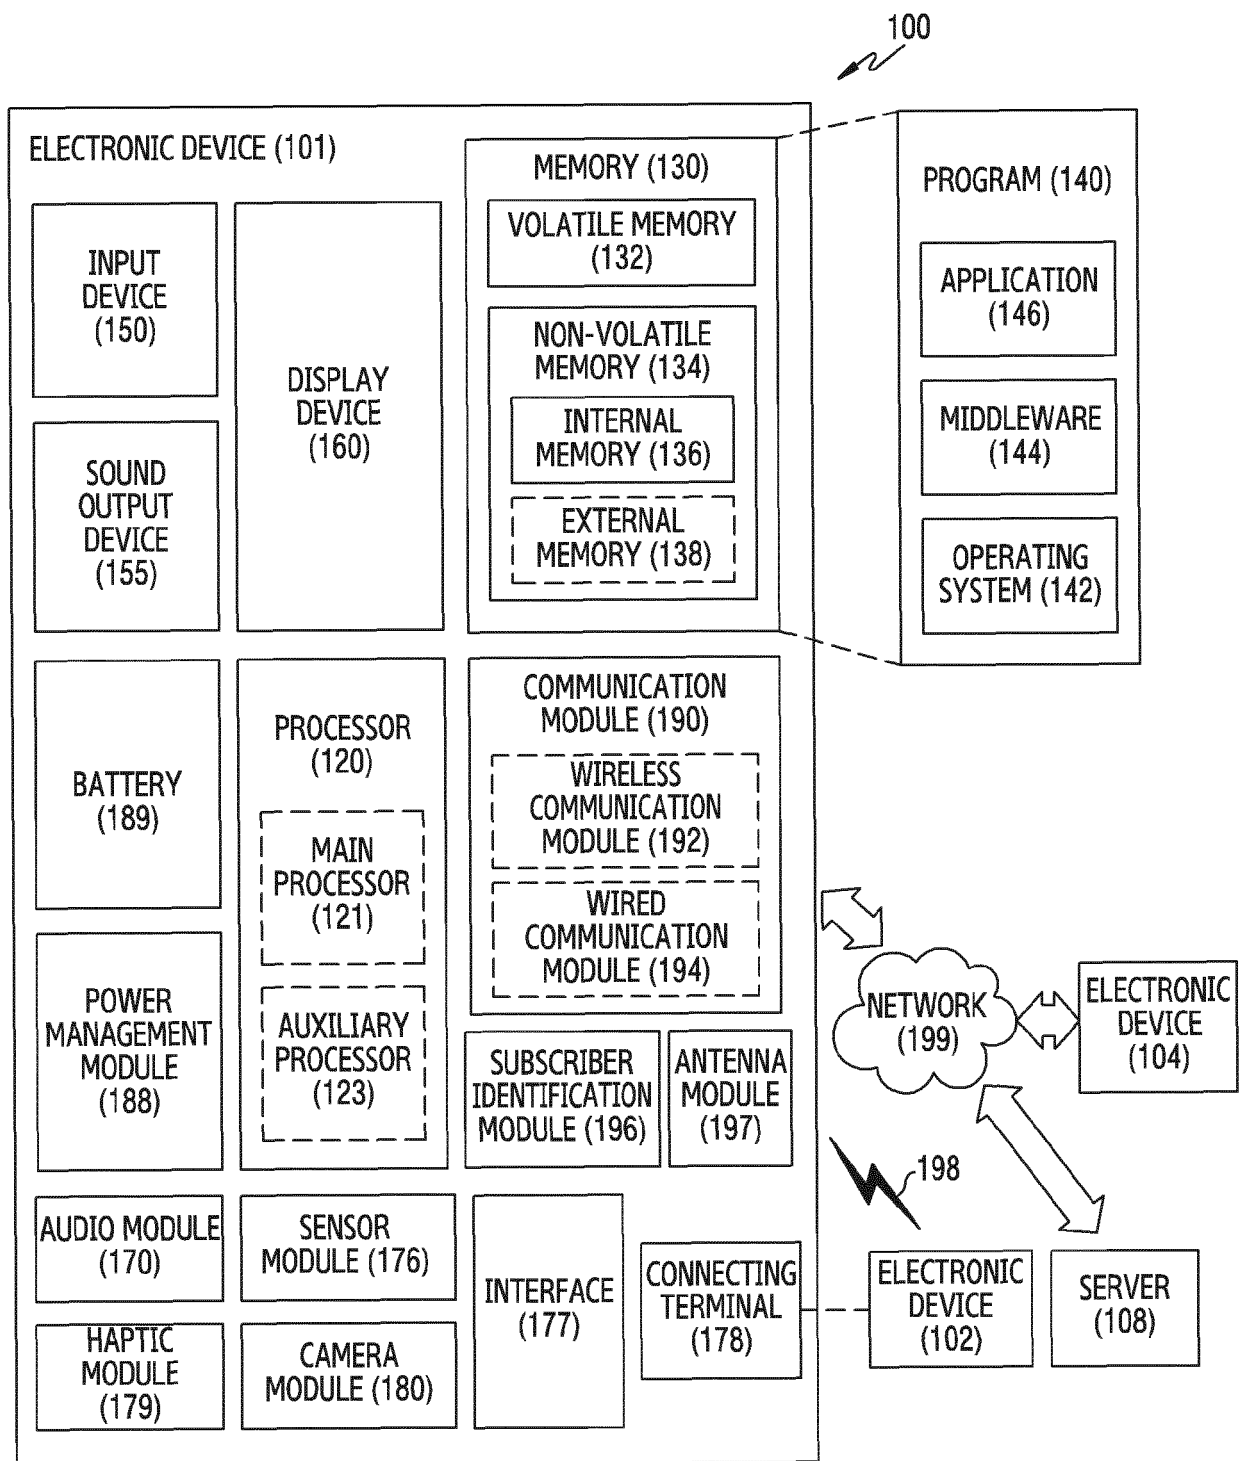 100
ELECTRONIC DEVICE (101)
INPUT
DEVICE
(150)
SOUND
OUTPUT
DEVICE
(155)
DISPLAY
DEVICE
(160)
MEMORY (130)
VOLATILE MEMORY
(132)
NON-VOLATILE
MEMORY (134)
INTERNAL
MEMORY (136)
EXTERNAL
MEMORY (138)
PROGRAM (140)
APPLICATION
(146)
MIDDLEWARE
(144)
OPERATING
SYSTEM (142)
BATTERY
(189)
POWER
MANAGEMENT
MODULE
(188)
PROCESSOR
(120)
MAIN
PROCESSOR
(121)
AUXILIARY
PROCESSOR
(123)
COMMUNICATION
MODULE (190)
WIRELESS
COMMUNICATION
MODULE (192)
WIRED
COMMUNICATION
MODULE (194)
SUBSCRIBER
IDENTIFICATION
MODULE (196)
ANTENNA
MODULE
(197)
NETWORK
(199)
ELECTRONIC
DEVICE
(104)
198
AUDIO MODULE
(170)
SENSOR
MODULE (176)
HAPTIC
MODULE
(179)
CAMERA
MODULE (180)
INTERFACE
(177)
CONNECTING
TERMINAL
(178)
ELECTRONIC
DEVICE
(102)
SERVER
(108)